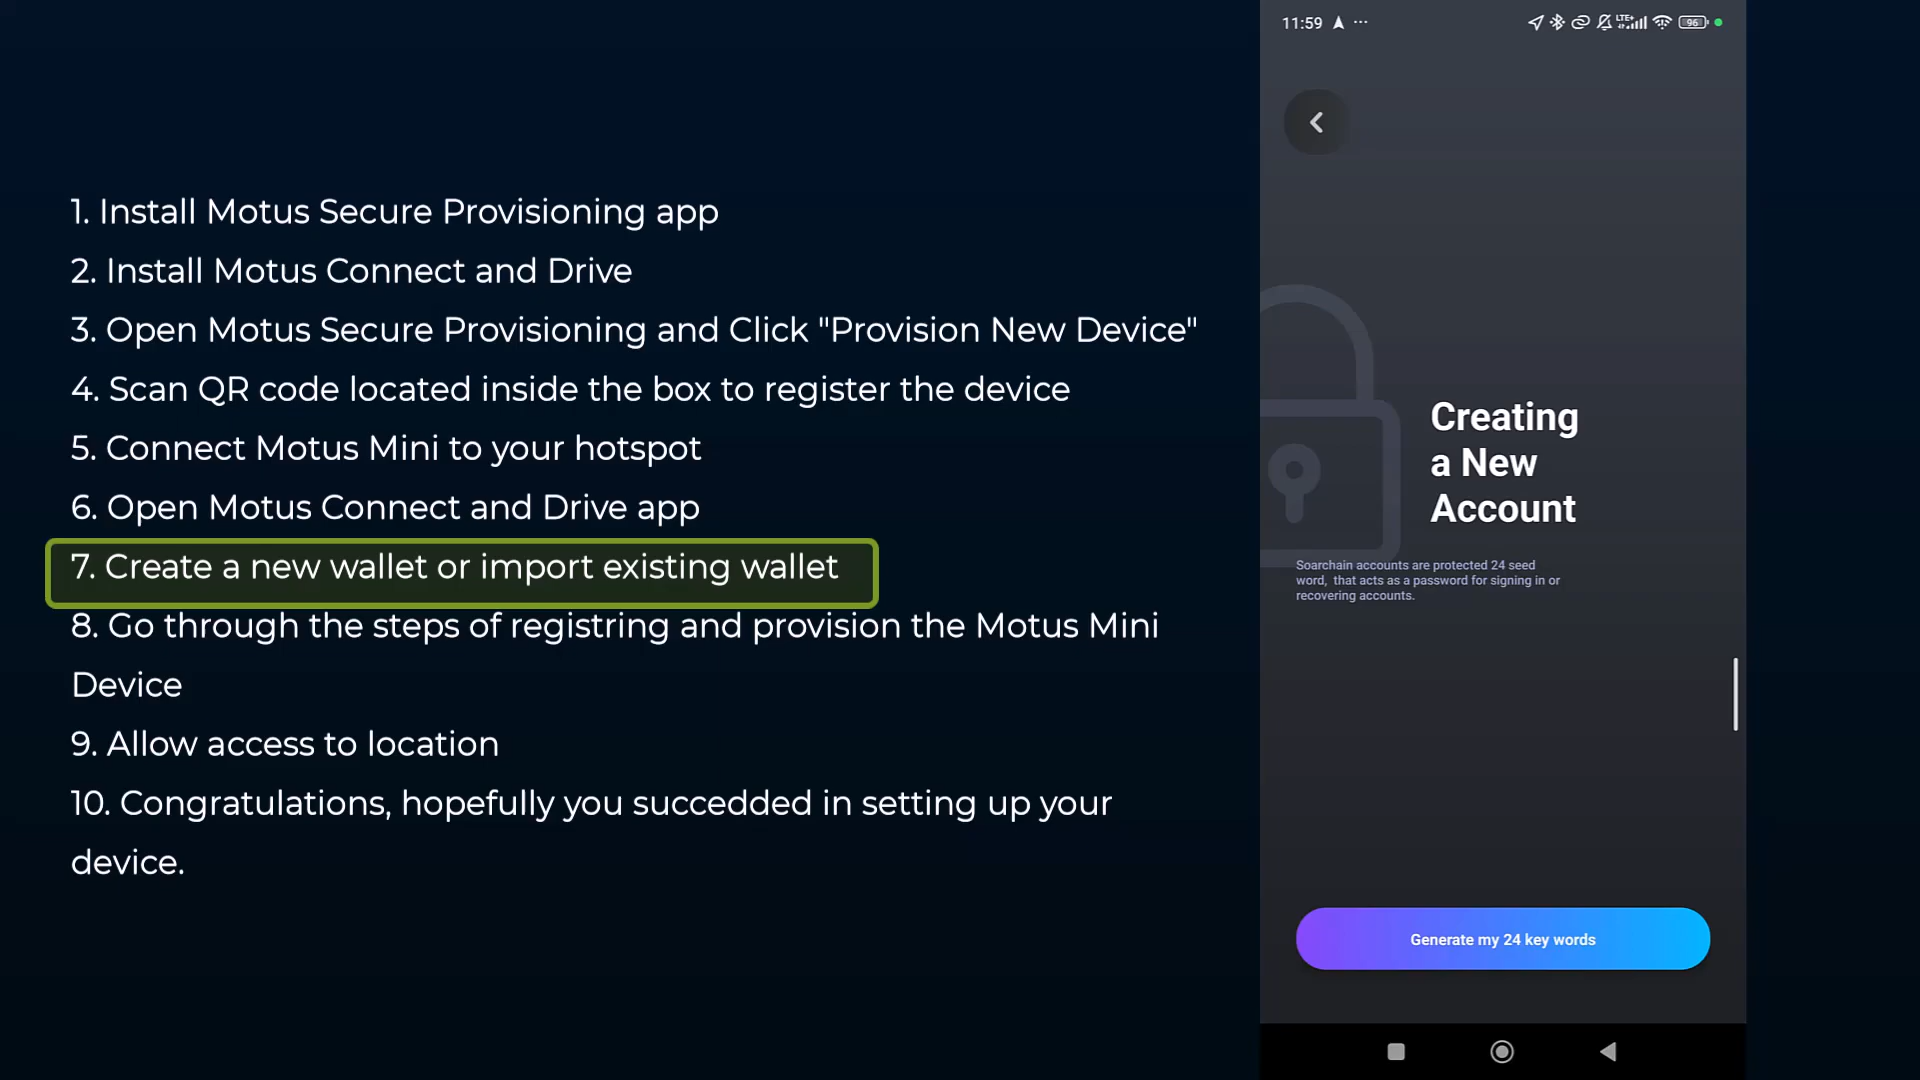 1. Install Motus Secure Provisioning app
2. Install Motus Connect and Drive
3. Open Motus Secure Provisioning and Click "Provision New Device"
4. Scan QR code located inside the box to register the device
5. Connect Motus Mini to your hotspot
6. Open Motus Connect and Drive app
7. Create a new wallet or import existing wallet
8. Go through the steps of registring and provision the Motus Mini
Device
9. Allow access to location
10. Congratulations, hopefully you succedded in setting up your
device.
11:59
LTE+
96
Creating
a New
Account
Soarchain accounts are protected 24 seed
word, that acts as a password for signing in or
recovering accounts.
Generate my 24 key words